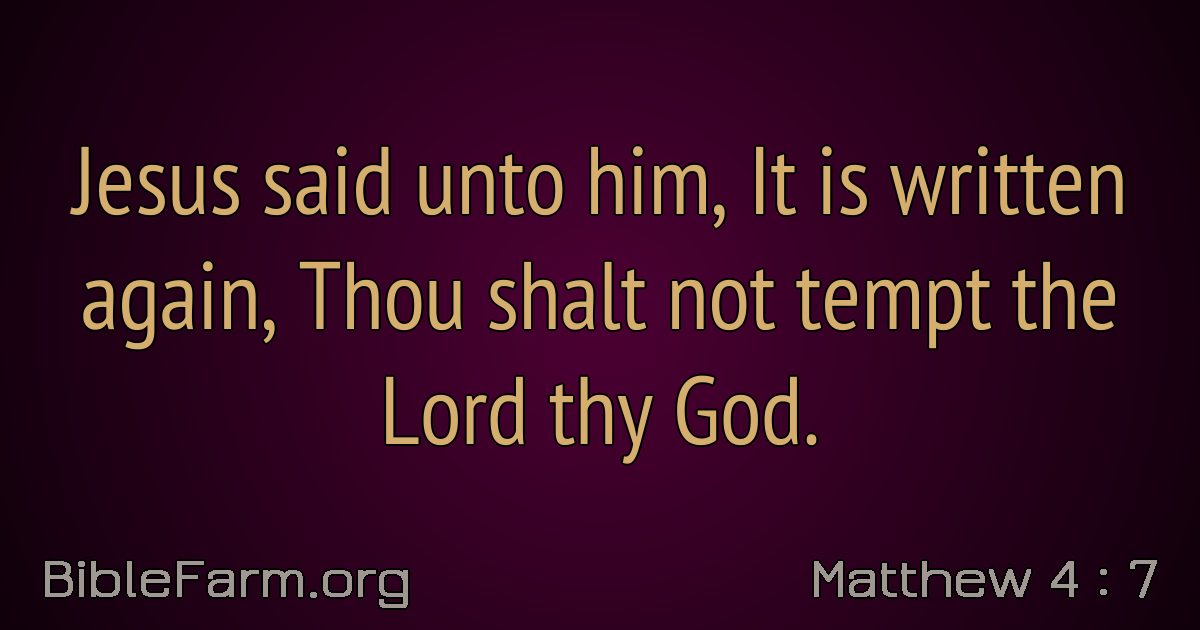 Jesus said unto him, It is written
again, Thou shalt not tempt the
Lord thy God.
BibleFarm.org
Matthew 4 : 7